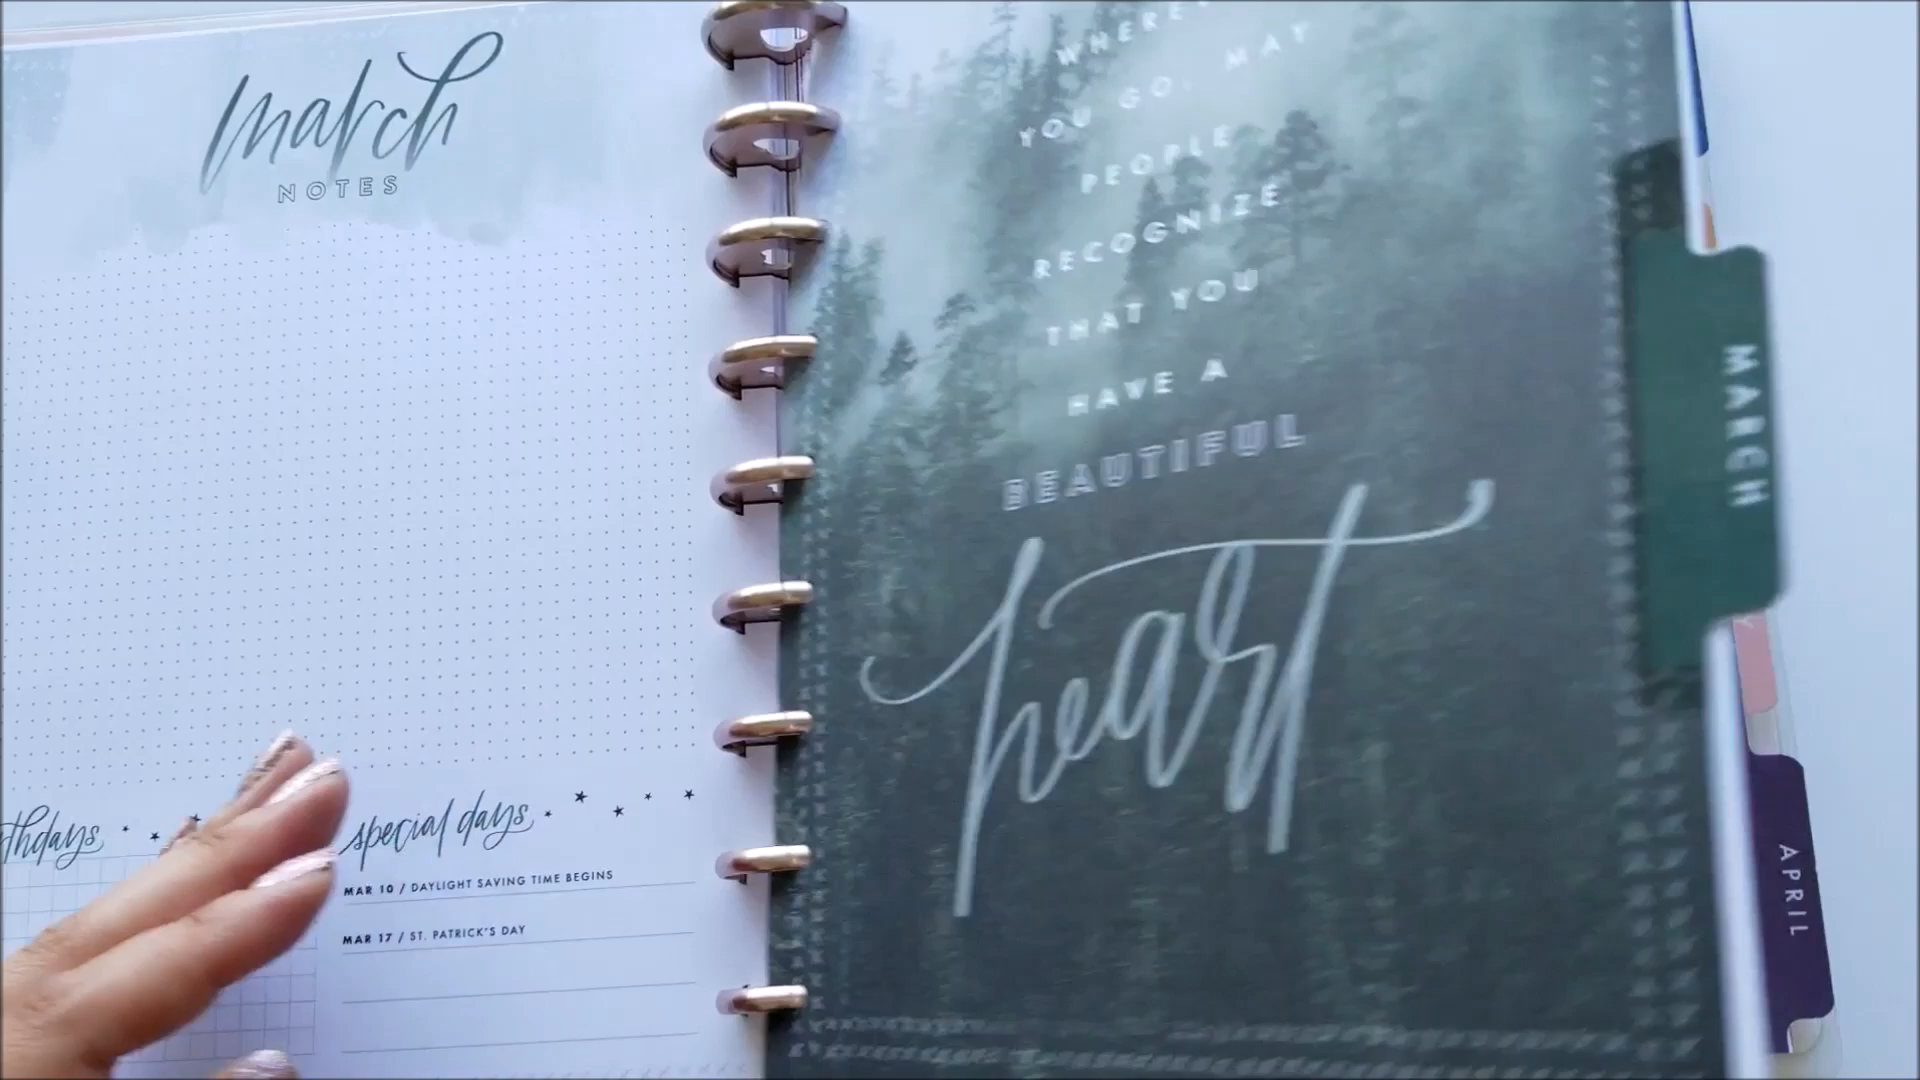 march
NOTES
special days
MAR 10 / DAYLIGHT SAVING TIME BEGINS
MAR 17 / ST. PATRICK'S DAY
YOU GO, MAY
PEOPLE
RECOGNIZE
THAT YOU
HAVE A
BEAUTIFUL
heart
MARCH
APRIL